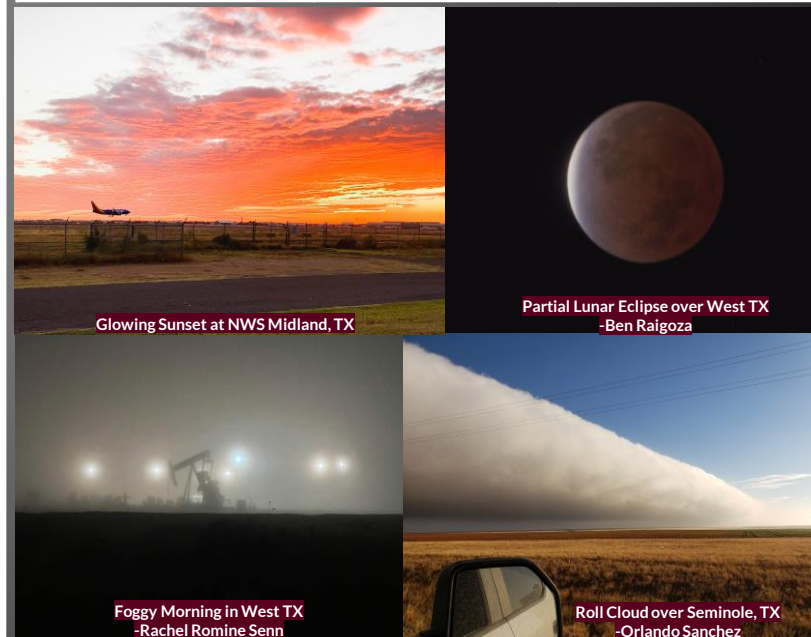 Glowing Sunset at NWS Midland, TX
Partial Lunar Eclipse over West TX
-Ben Raigoza
Foggy Morning in West TX
-Rachel Romine Senn
Roll Cloud over Seminole, TX
-Orlando Sanchez